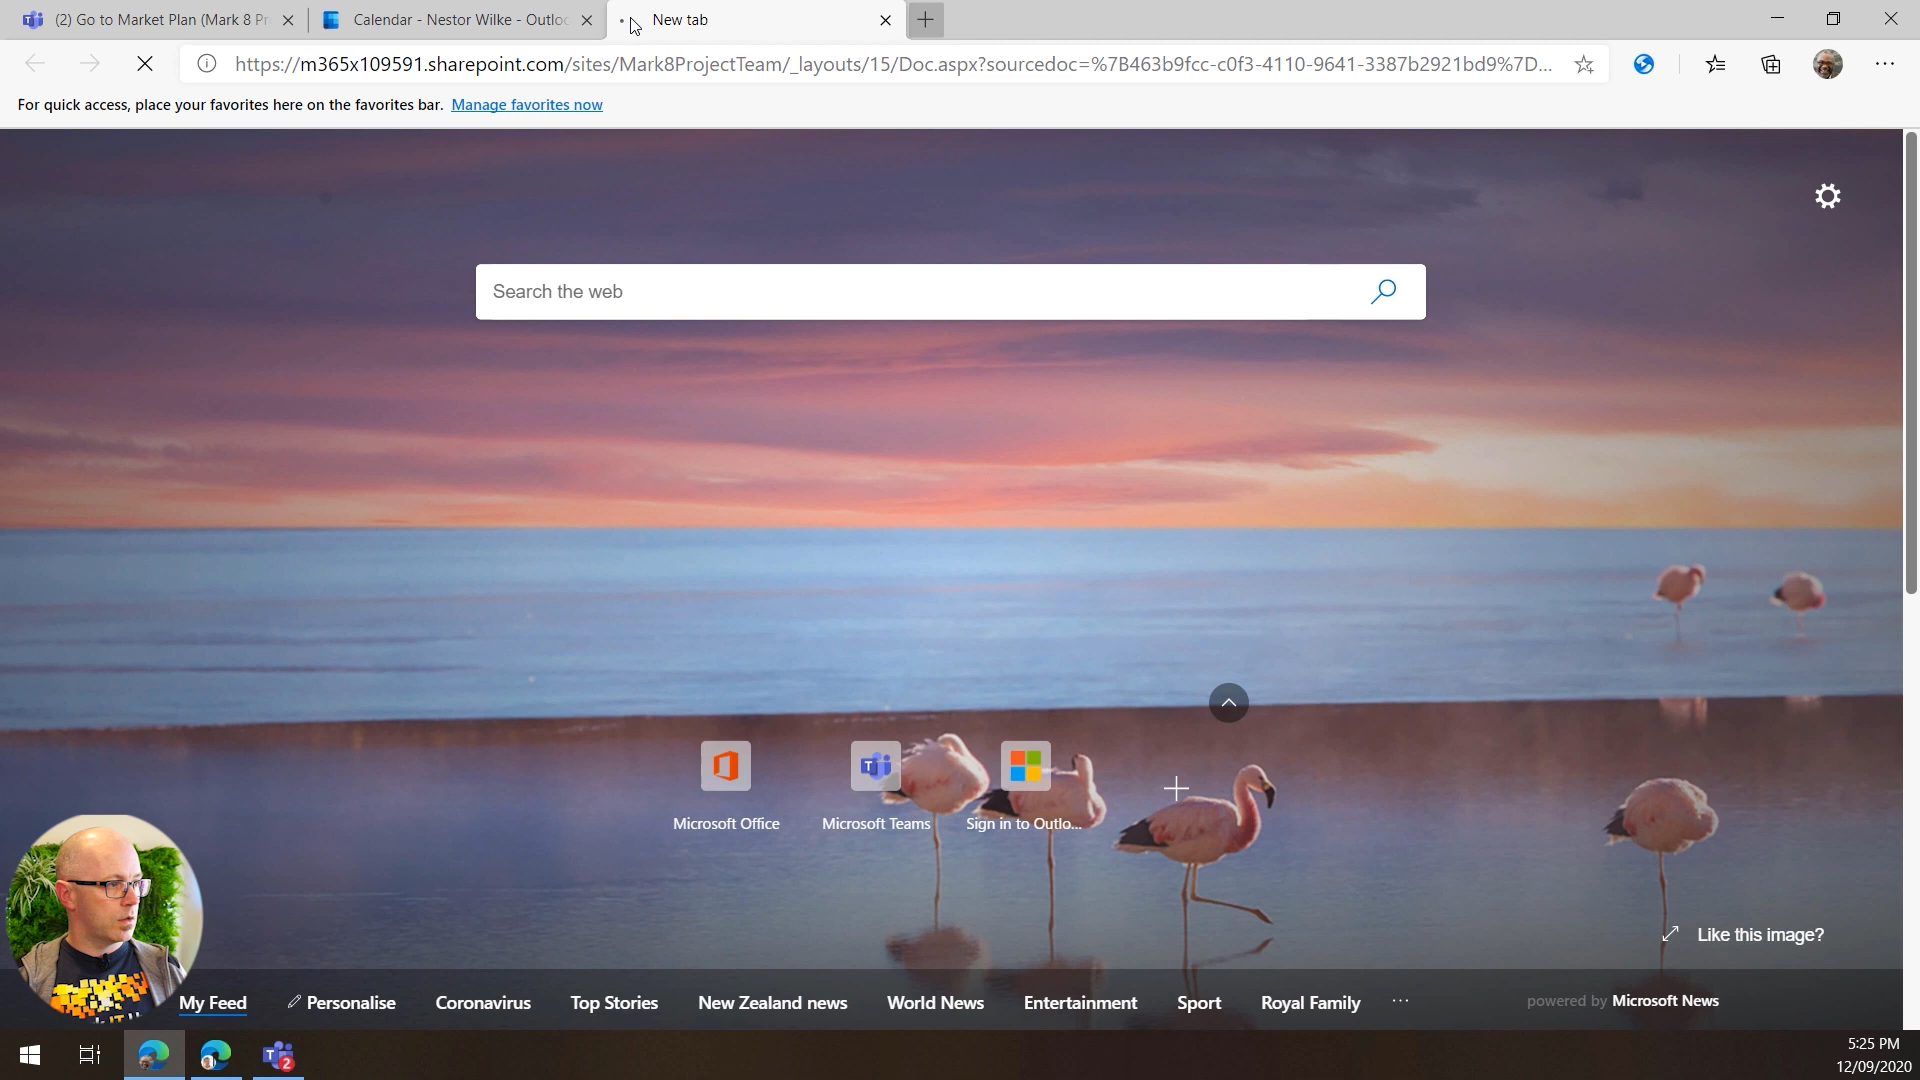 (2) Go to Market Plan (Mark 8 Pr
Calendar - Nestor Wilke - Outloo
New tab
https://m365x109591.sharepoint.com/sites/Mark8ProjectTeam/_layouts/15/Doc.aspx?sourcedoc=%7B463b9fcc-c0f3-4110-9641-3387b2921bd9%7D...
For quick access, place your favorites here on the favorites bar. Manage favorites now
Search the web
Microsoft Office
Microsoft Teams
Sign in to Outlo...
Like this image?
My Feed
Personalise
Coronavirus
Top Stories
New Zealand news
World News
Entertainment
Sport
Royal Family
...
powered by Microsoft News
T
2
5:25 PM
12/09/2020